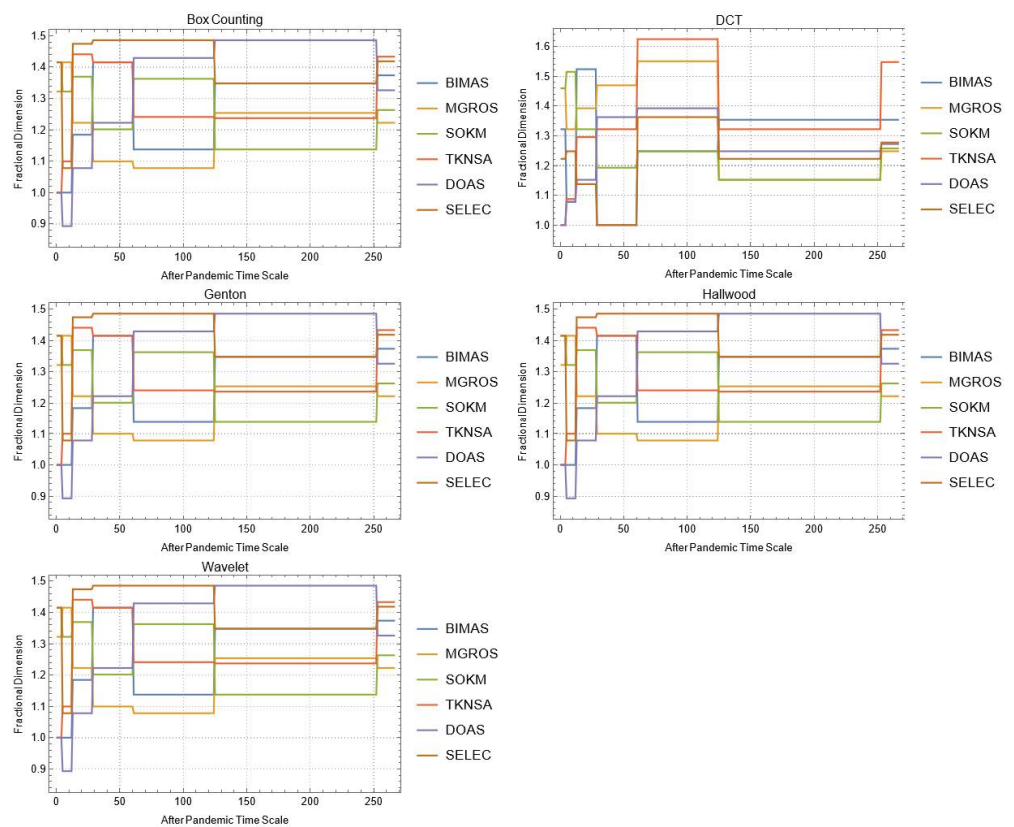 Box Counting
Fractional Dimension
1.5
1.4
1.3
1.2
1.1
1.0
0.9
0 50 100 150 200 250
After Pandemic Time Scale
BIMAS
MGROS
SOKM
TKNSA
DOAS
SELEC
DCT
Fractional Dimension
1.6
1.5
1.4
1.3
1.2
1.1
1.0
0 50 100 150 200 250
After Pandemic Time Scale
BIMAS
MGROS
SOKM
TKNSA
DOAS
SELEC
Genton
Fractional Dimension
1.5
1.4
1.3
1.2
1.1
1.0
0.9
0 50 100 150 200 250
After Pandemic Time Scale
BIMAS
MGROS
SOKM
TKNSA
DOAS
SELEC
Hallwood
Fractional Dimension
1.5
1.4
1.3
1.2
1.1
1.0
0.9
0 50 100 150 200 250
After Pandemic Time Scale
BIMAS
MGROS
SOKM
TKNSA
DOAS
SELEC
Wavelet
Fractional Dimension
1.5
1.4
1.3
1.2
1.1
1.0
0.9
0 50 100 150 200 250
After Pandemic Time Scale
BIMAS
MGROS
SOKM
TKNSA
DOAS
SELEC